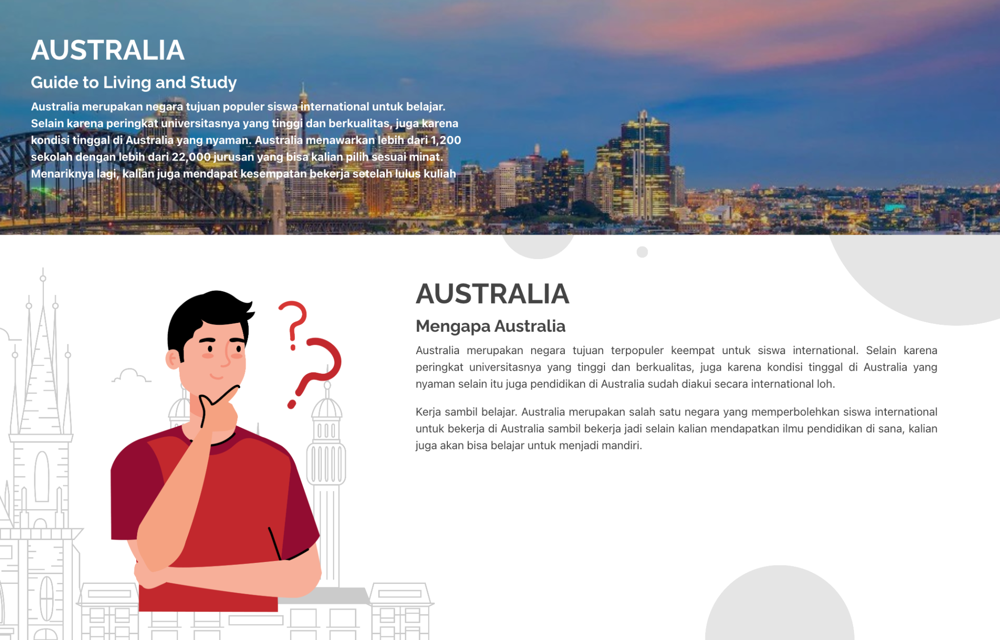 AUSTRALIA
Guide to Living and Study
Australia merupakan negara tujuan populer siswa international untuk belajar.
Selain karena peringkat universitasnya yang tinggi dan berkualitas, juga karena
kondisi tinggal di Australia yang nyaman. Australia menawarkan lebih dari 1,200
sekolah dengan lebih dari 22,000 jurusan yang bisa kalian pilih sesuai minat.
Menariknya lagi, kalian juga mendapat kesempatan bekerja setelah lulus kuliah
AUSTRALIA
Mengapa Australia
Australia merupakan negara tujuan terpopuler keempat untuk siswa international. Selain karena
peringkat universitasnya yang tinggi dan berkualitas, juga karena kondisi tinggal di Australia yang
nyaman selain itu juga pendidikan di Australia sudah diakui secara international loh.
Kerja sambil belajar. Australia merupakan salah satu negara yang memperbolehkan siswa international
untuk bekerja di Australia sambil bekerja jadi selain kalian mendapatkan ilmu pendidikan di sana, kalian
juga akan bisa belajar untuk menjadi mandiri.